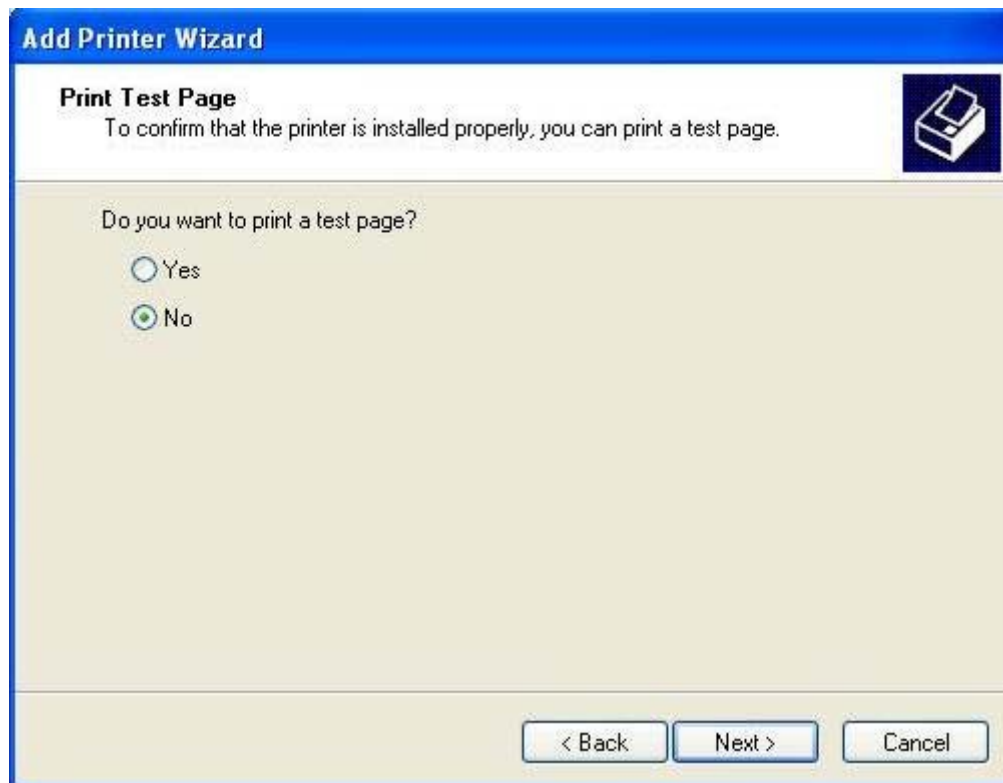 Add Printer Wizard
Print Test Page
To confirm that the printer is installed properly, you can print a test page.
Do you want to print a test page?
Yes
No
< Back Next > Cancel